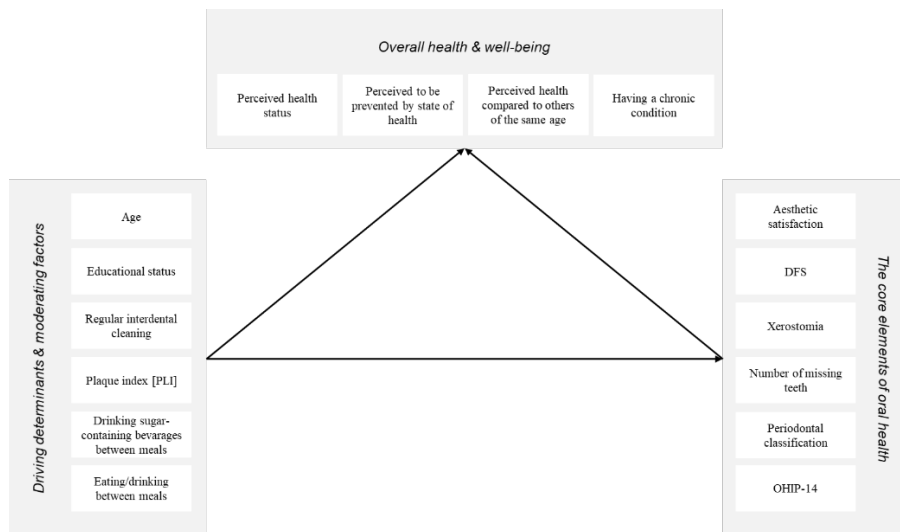 Overall health & well-being
Perceived health
status
Perceived to be
prevented by state of
health
Perceived health
compared to others
of the same age
Having a chronic
condition
Driving determinants & moderating factors
Age
Educational status
Regular interdental
cleaning
Plaque index [PLI]
Drinking sugar-
containing bevarages
between meals
Eating/drinking
between meals
Aesthetic
satisfaction
DFS
Xerostomia
Number of missing
teeth
Periodontal
classification
OHIP-14
The core elements of oral health